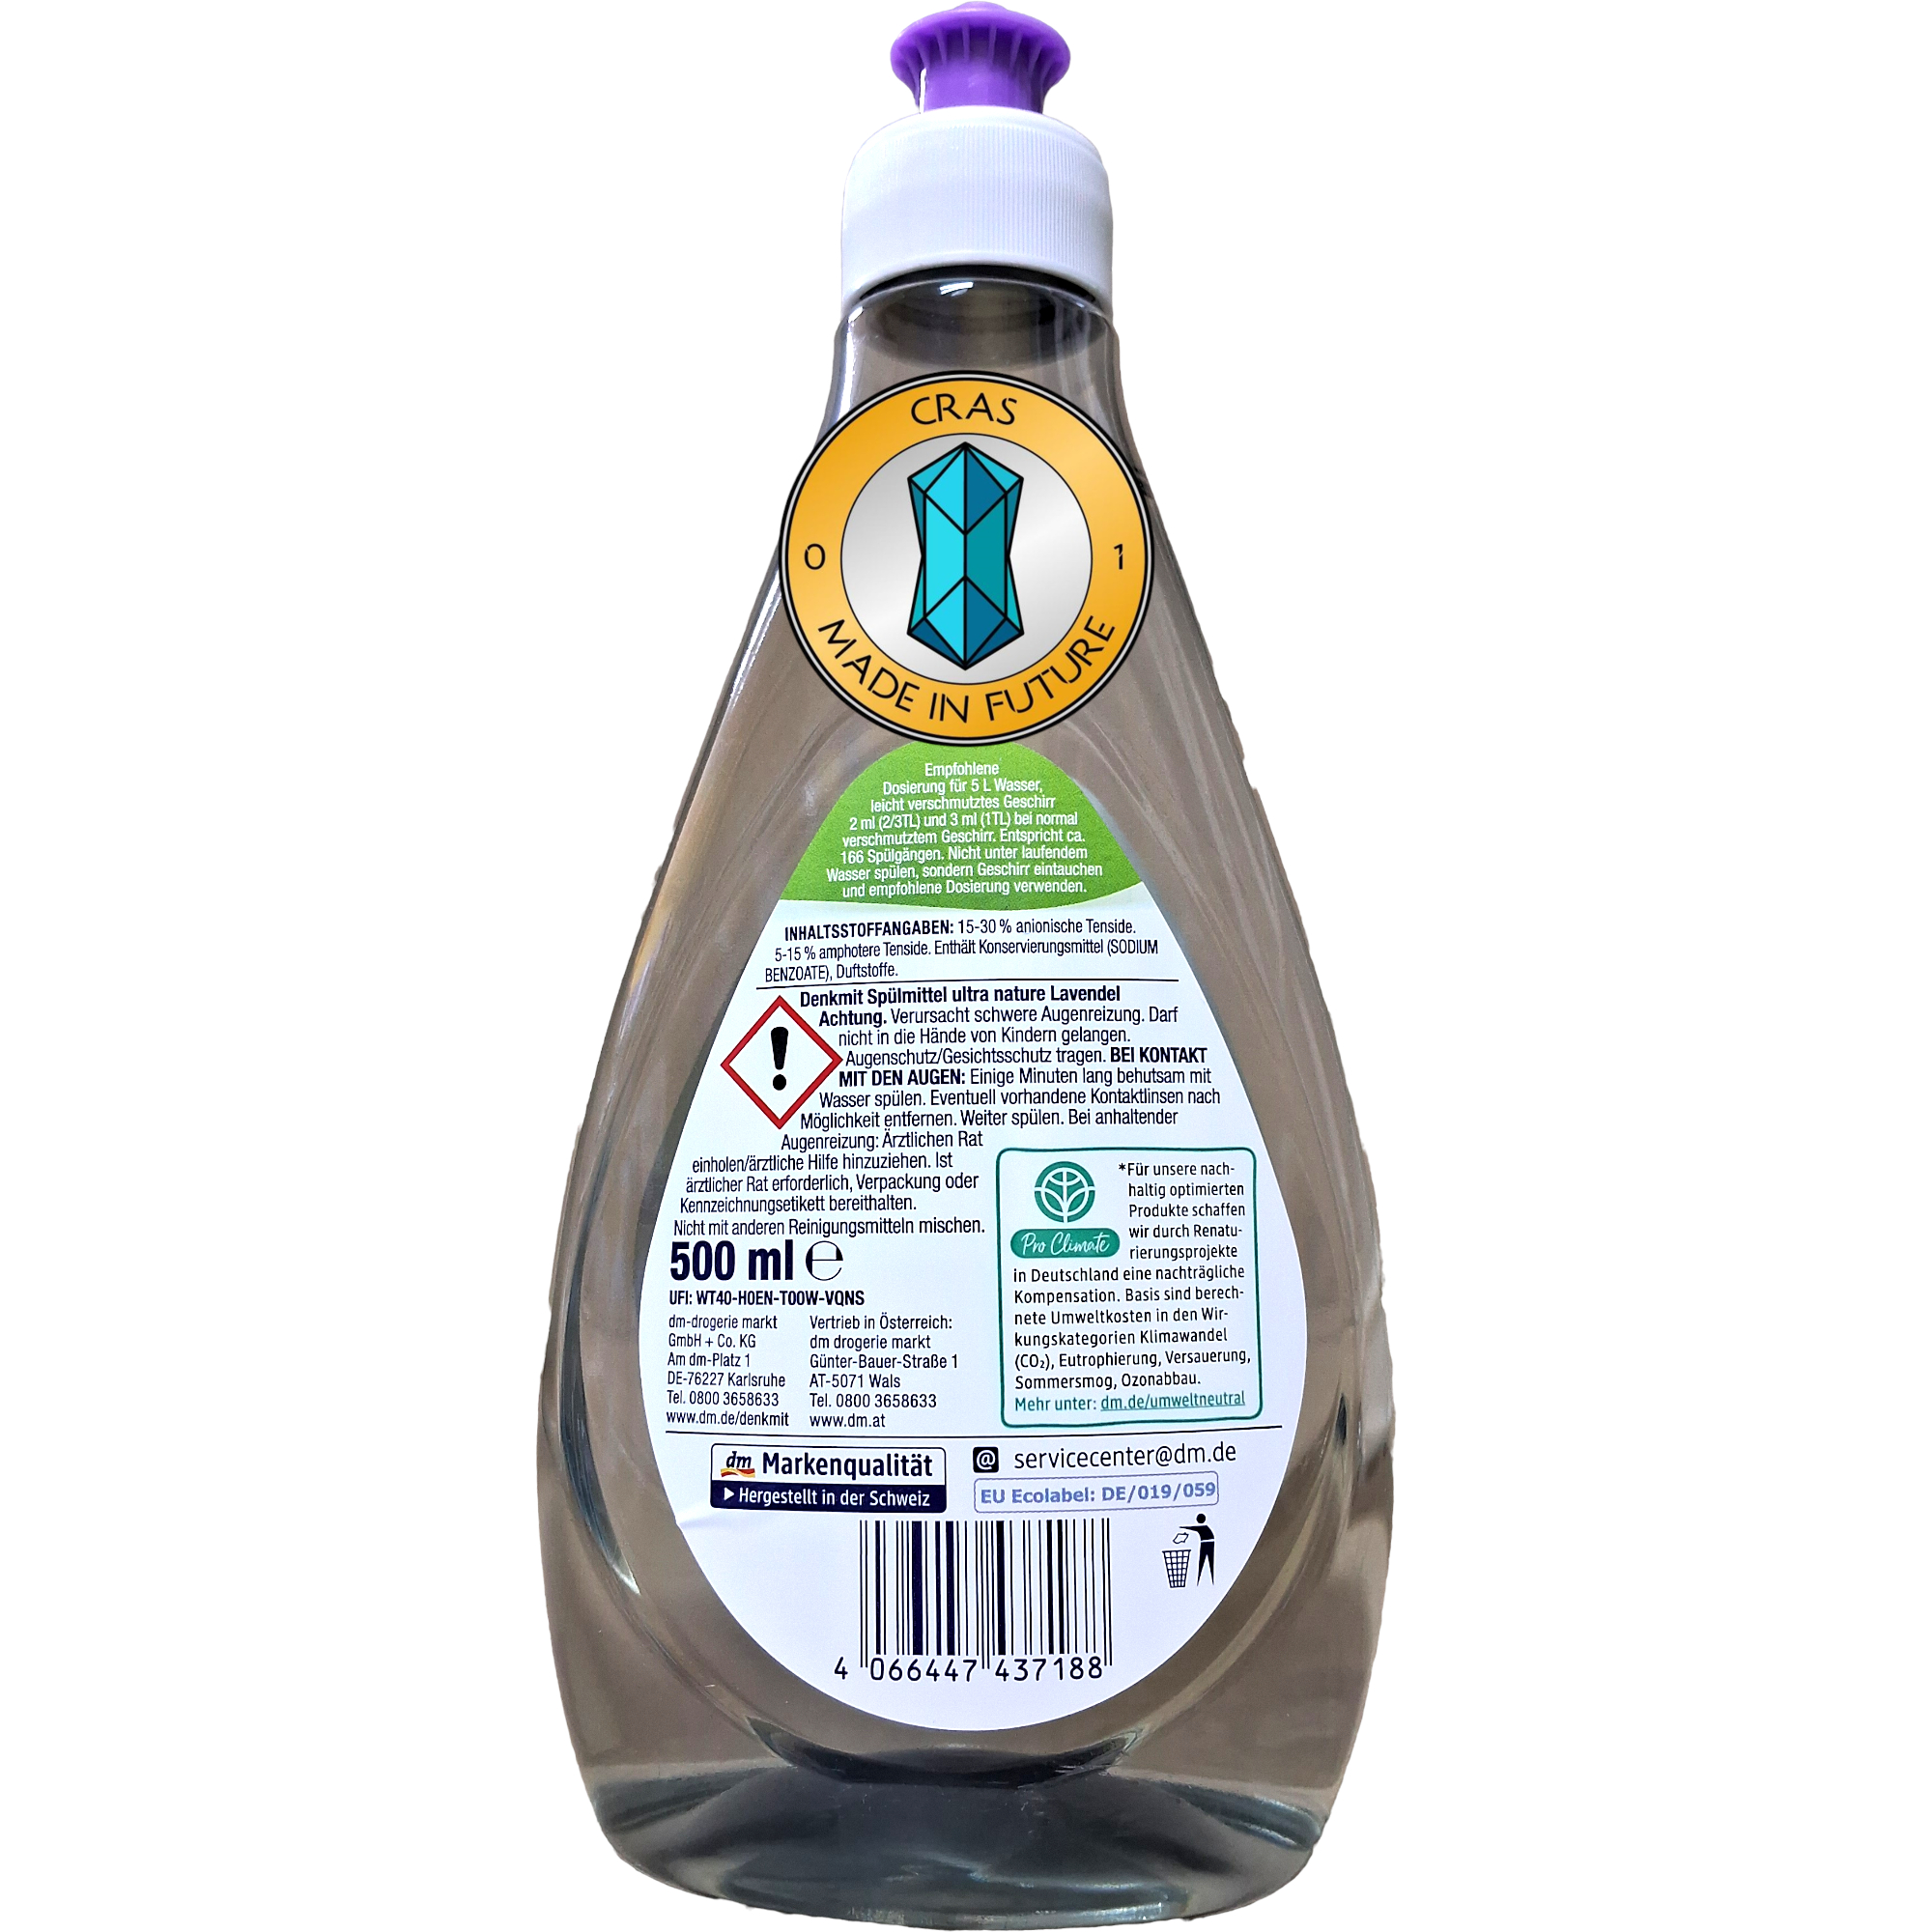 CRAS
0 1
MADE IN FUTURE
Empfohlene
Dosierung für 5 L Wasser,
leicht verschmutztes Geschirr
2 ml (2/3TL) und 3 ml (1TL) bei normal
verschmutztem Geschirr. Entspricht ca.
166 Spülgängen. Nicht unter laufendem
Wasser spülen, sondern Geschirr eintauchen
und empfohlene Dosierung verwenden.
INHALTSSTOFFANGABEN: 15-30 % anionische Tenside.
5-15 % amphotere Tenside. Enthält Konservierungsmittel (SODIUM
BENZOATE), Duftstoffe.
Denkmit Spülmittel ultra nature Lavendel
Achtung. Verursacht schwere Augenreizung. Darf
nicht in die Hände von Kindern gelangen.
Augenschutz/Gesichtsschutz tragen. BEI KONTAKT
MIT DEN AUGEN: Einige Minuten lang behutsam mit
Wasser spülen. Eventuell vorhandene Kontaktlinsen nach
Möglichkeit entfernen. Weiter spülen. Bei anhaltender
Augenreizung: Ärztlichen Rat
einholen/ärztliche Hilfe hinzuziehen. Ist
ärztlicher Rat erforderlich, Verpackung oder
Kennzeichnungsetikett bereithalten.
Nicht mit anderen Reinigungsmitteln mischen.
500 ml ℮
UFI: WT40-H0EN-T00W-VQNS
dm-drogerie markt
GmbH + Co. KG
Am dm-Platz 1
DE-76227 Karlsruhe
Tel. 0800 3658633
www.dm.de/denkmit
Vertrieb in Österreich:
dm drogerie markt
Günter-Bauer-Straße 1
AT-5071 Wals
Tel. 0800 3658633
www.dm.at
Pro Climate
*Für unsere nach-
haltig optimierten
Produkte schaffen
wir durch Renatu-
rierungsprojekte
in Deutschland eine nachträgliche
Kompensation. Basis sind berech-
nete Umweltkosten in den Wir-
kungskategorien Klimawandel
(CO₂), Eutrophierung, Versauerung,
Sommersmog, Ozonabbau.
Mehr unter: dm.de/umweltneutral
dm Markenqualität
Hergestellt in der Schweiz
@ servicecenter@dm.de
EU Ecolabel: DE/019/059
4 066447 437188